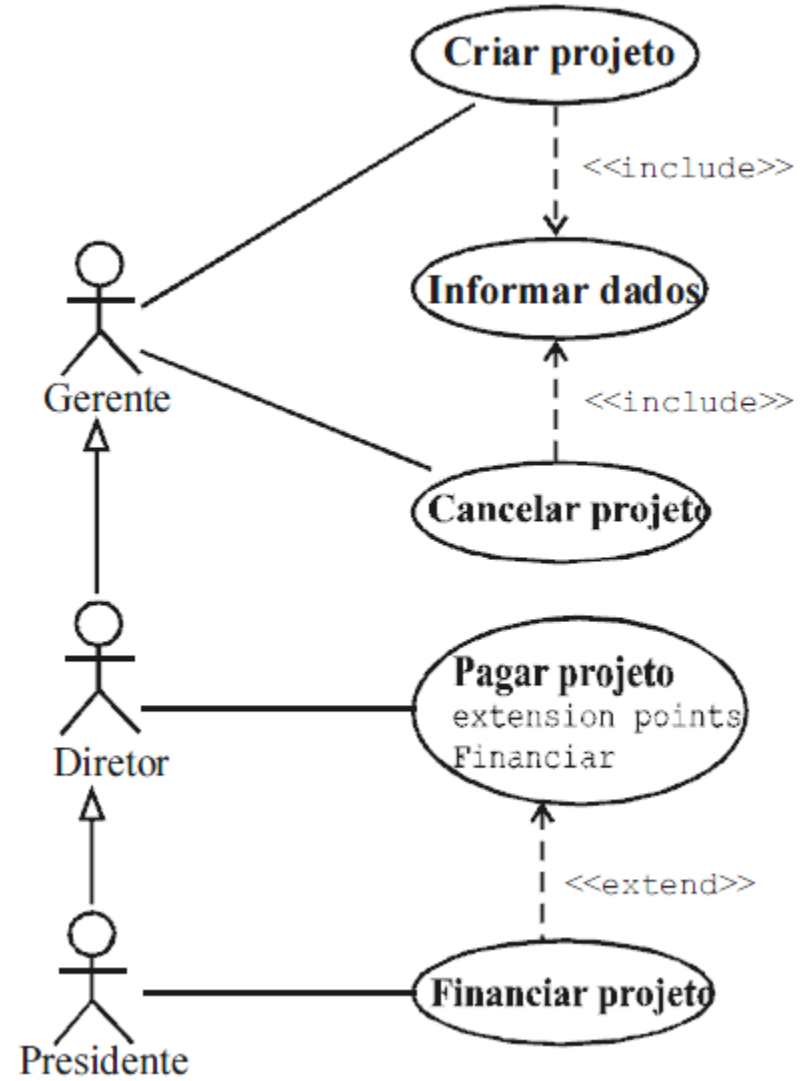 Criar projeto
<<include>>
Informar dados
Gerente
<<include>>
Cancelar projeto
Pagar projeto
extension points
Financiar
Diretor
<<extend>>
Financiar projeto
Presidente